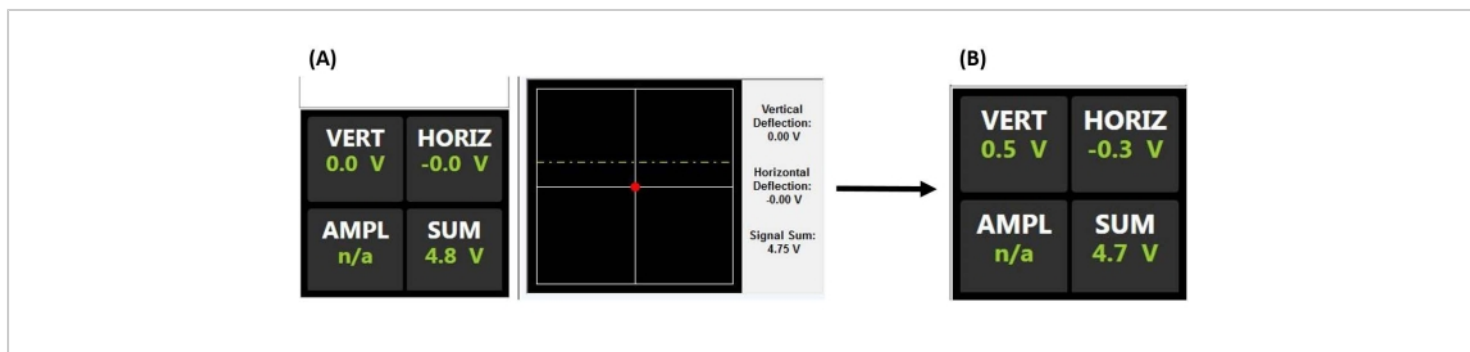 (A)
VERT
0.0 V
HORIZ
-0.0 V
AMPL
n/a
SUM
4.8 V
Vertical
Deflection:
0.00 V
Horizontal
Deflection:
-0.00 V
Signal Sum:
4.75 V
(B)
VERT
0.5 V
HORIZ
-0.3 V
AMPL
n/a
SUM
4.7 V